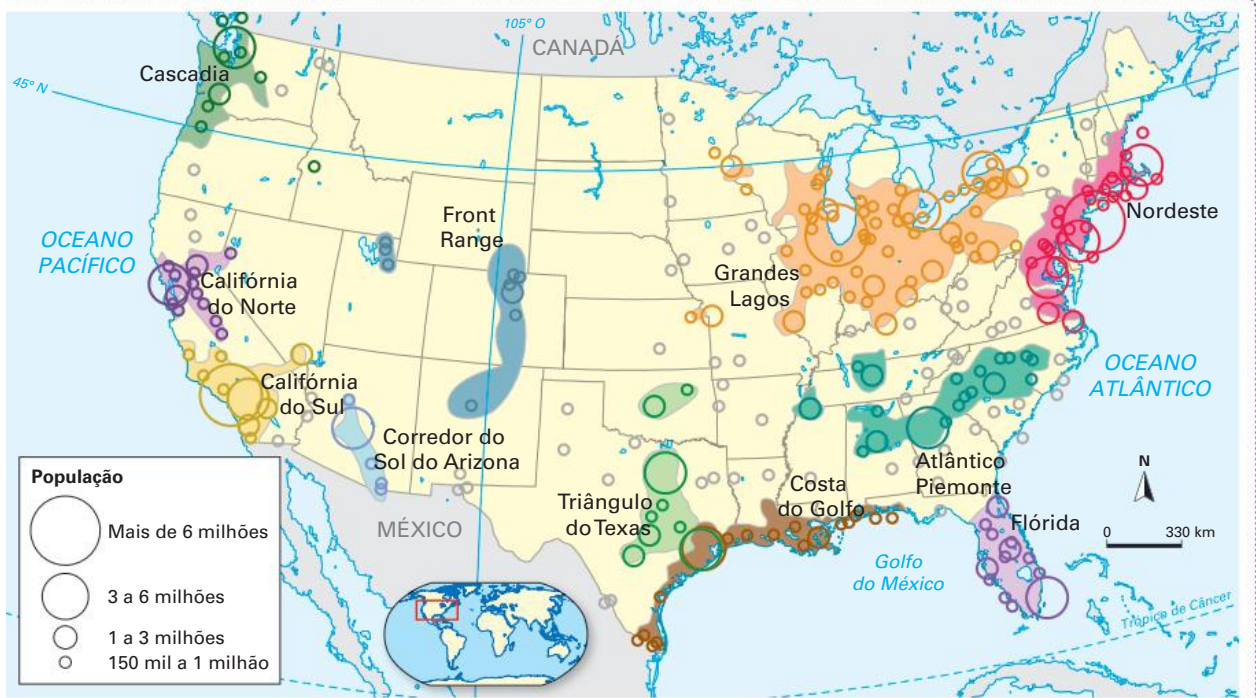 105° O
CANADÁ
Cascadia
45° N
Front
Range
Nordeste
OCEANO
PACÍFICO
Califórnia
do Norte
Grandes
Lagos
OCEANO
ATLÂNTICO
Califórnia
do Sul
Corredor do
Sol do Arizona
Atlântico
Piemonte
N
0 330 km
População
Mais de 6 milhões
3 a 6 milhões
1 a 3 milhões
150 mil a 1 milhão
MÉXICO
Triângulo
do Texas
Costa
do Golfo
Flórida
Golfo
do México
Trópico de Câncer